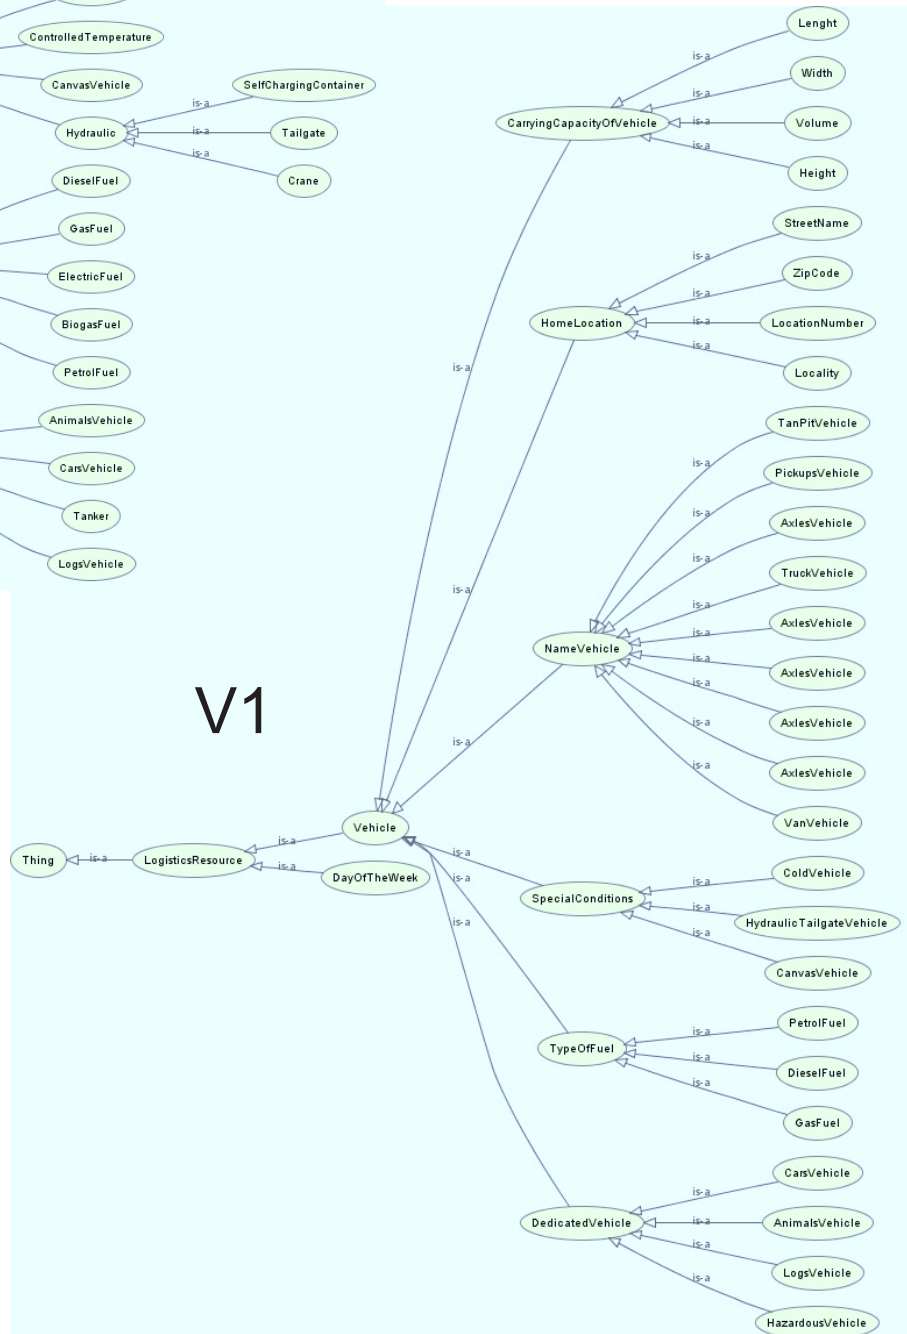 ControlledTemperature
CanvasVehicle
Hydraulic
is-a
SelfChargingContainer
is-a
Tailgate
is-a
Crane
DieselFuel
GasFuel
ElectricFuel
BiogasFuel
PetrolFuel
AnimalsVehicle
CarsVehicle
Tanker
LogsVehicle
V1
Thing
is-a
LogisticsResource
is-a
Vehicle
is-a
DayOfTheWeek
is-a
CarryingCapacityOfVehicle
is-a
Lenght
is-a
Width
is-a
Volume
is-a
Height
is-a
HomeLocation
is-a
StreetName
is-a
ZipCode
is-a
LocationNumber
is-a
Locality
is-a
NameVehicle
is-a
TanPitVehicle
is-a
PickupsVehicle
is-a
AxlesVehicle
is-a
TruckVehicle
is-a
AxlesVehicle
is-a
AxlesVehicle
is-a
AxlesVehicle
is-a
AxlesVehicle
is-a
VanVehicle
is-a
SpecialConditions
is-a
ColdVehicle
is-a
HydraulicTailgateVehicle
is-a
CanvasVehicle
is-a
TypeOfFuel
is-a
PetrolFuel
is-a
DieselFuel
is-a
GasFuel
is-a
DedicatedVehicle
is-a
CarsVehicle
is-a
AnimalsVehicle
is-a
LogsVehicle
is-a
HazardousVehicle